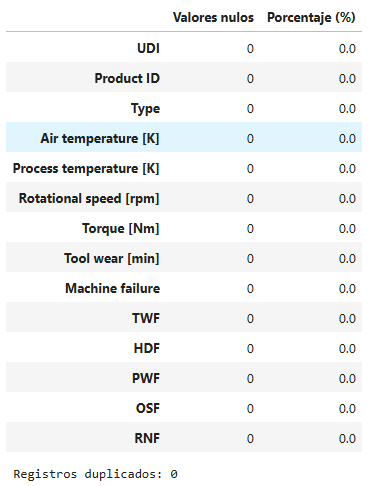 Valores nulos Porcentaje (%)
UDI 0 0.0
Product ID 0 0.0
Type 0 0.0
Air temperature [K] 0 0.0
Process temperature [K] 0 0.0
Rotational speed [rpm] 0 0.0
Torque [Nm] 0 0.0
Tool wear [min] 0 0.0
Machine failure 0 0.0
TWF 0 0.0
HDF 0 0.0
PWF 0 0.0
OSF 0 0.0
RNF 0 0.0
Registros duplicados: 0